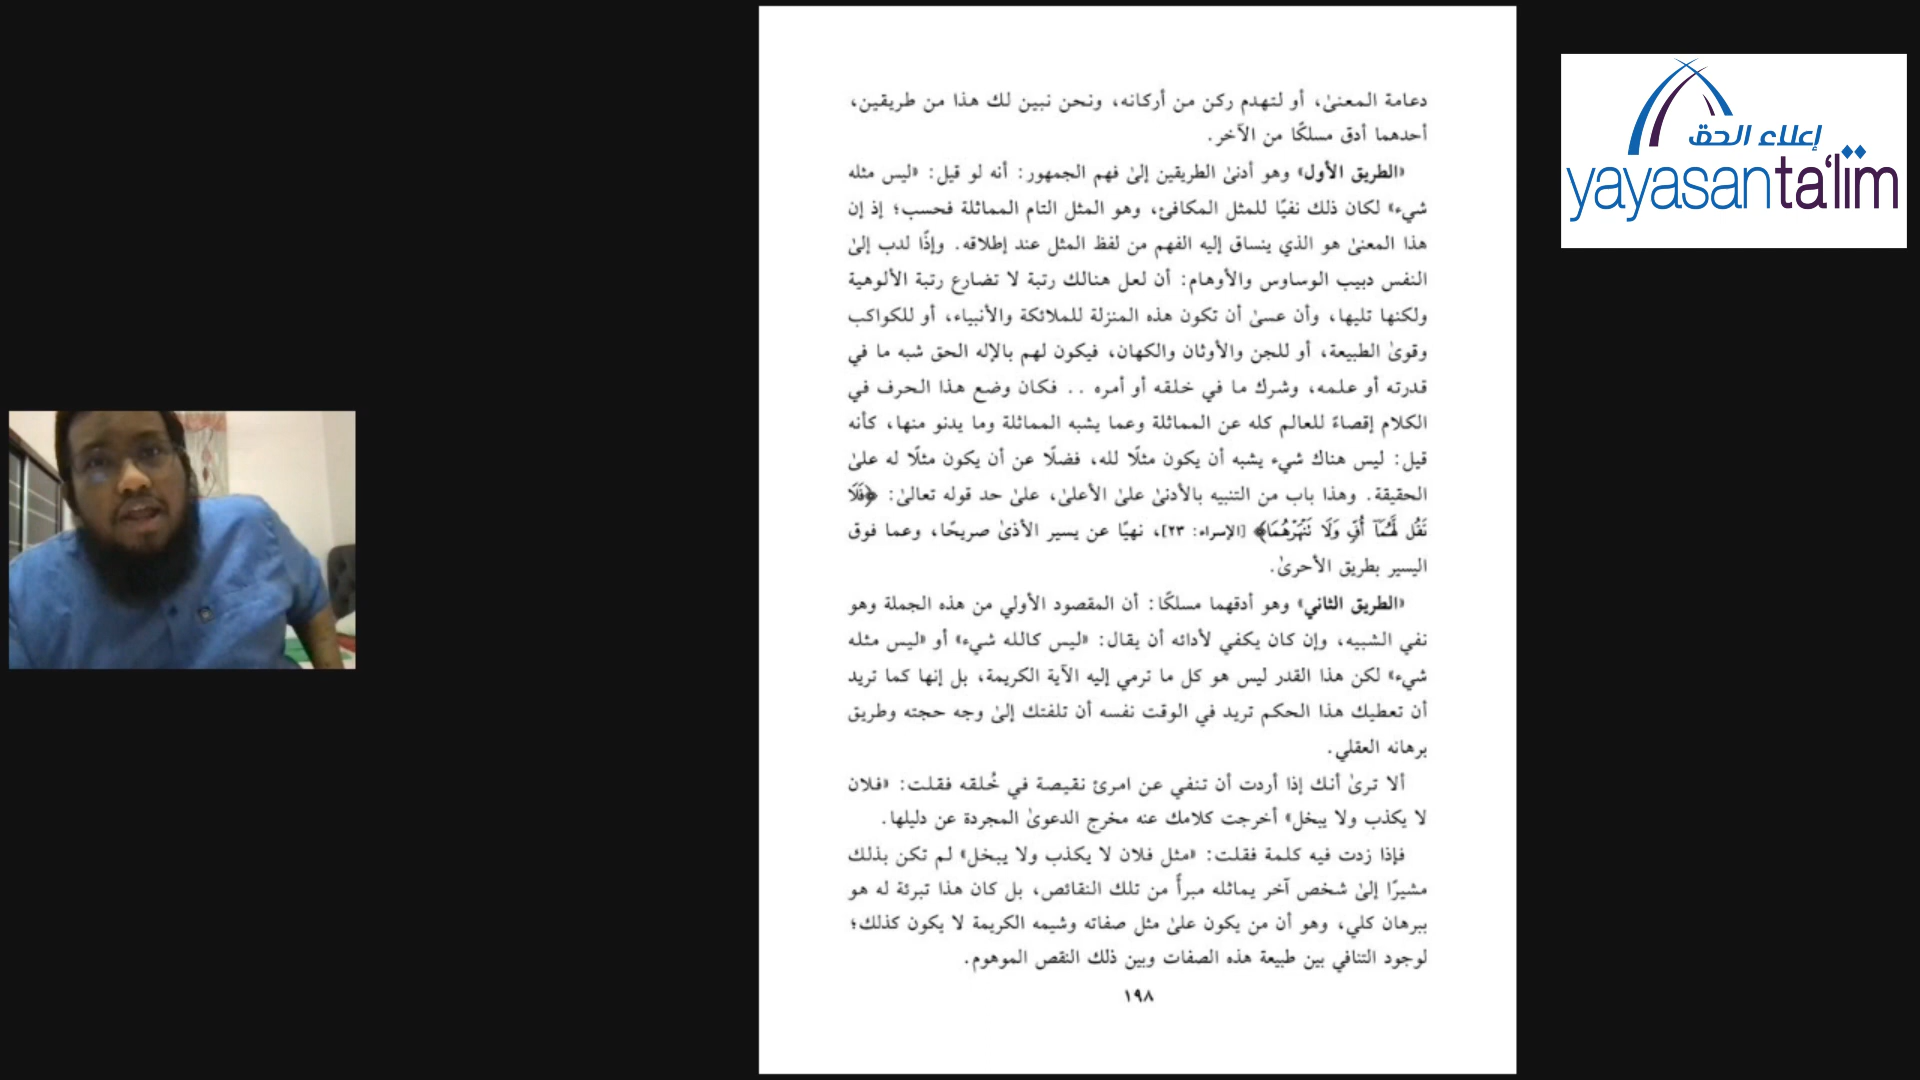 دعامة المعنىٰ، أو لتهدم ركن من أركانه، ونحن نبين لك هذا من طريقين،
أحدهما أدق مسلكًا من الآخر.
«الطريق الأول» وهو أدنىٰ الطريقين إلىٰ فهم الجمهور: أنه لو قيل: «ليس مثله
شيء» لكان ذلك نفيًا للمثل المكافئ، وهو المثل التام المماثلة فحسب؛ إذ إن
هذا المعنىٰ هو الذي ينساق إليه الفهم من لفظ المثل عند إطلاقه. وإذًا لدب إلىٰ
النفس دبيب الوساوس والأوهام: أن لعل هنالك رتبة لا تضارع رتبة الألوهية
ولكنها تليها، وأن عسىٰ أن تكون هذه المنزلة للملائكة والأنبياء، أو للكواكب
وقوىٰ الطبيعة، أو للجن والأوثان والكهان، فيكون لهم بالإله الحق شبه ما في
قدرته أو علمه، وشرك ما في خلقه أو أمره .. فكان وضع هذا الحرف في
الكلام إقصاءً للعالم كله عن المماثلة وعما يشبه المماثلة وما يدنو منها، كأنه
قيل: ليس هناك شيء يشبه أن يكون مثلًا لله، فضلًا عن أن يكون مثلًا له علىٰ
الحقيقة. وهذا باب من التنبيه بالأدنىٰ علىٰ الأعلىٰ، علىٰ حد قوله تعالىٰ: ﴿فَلَا
تَقُل لَّهُمَآ أُفٍّ وَلَا تَنْهَرْهُمَا﴾ [الإسراء: ٢٣]، نهيًا عن يسير الأذىٰ صريحًا، وعما فوق
اليسير بطريق الأحرىٰ.
«الطريق الثاني» وهو أدقهما مسلكًا: أن المقصود الأولي من هذه الجملة وهو
نفي الشبيه، وإن كان يكفي لأدائه أن يقال: «ليس كالله شيء» أو «ليس مثله
شيء» لكن هذا القدر ليس هو كل ما ترمي إليه الآية الكريمة، بل إنها كما تريد
أن تعطيك هذا الحكم تريد في الوقت نفسه أن تلفتك إلىٰ وجه حجته وطريق
برهانه العقلي.
ألا ترىٰ أنك إذا أردت أن تنفي عن امرئ نقيصة في خُلقه فقلت: «فلان
لا يكذب ولا يبخل» أخرجت كلامك عنه مخرج الدعوىٰ المجردة عن دليلها.
فإذا زدت فيه كلمة فقلت: «مثل فلان لا يكذب ولا يبخل» لم تكن بذلك
مشيرًا إلىٰ شخص آخر يماثله مبرأً من تلك النقائص، بل كان هذا تبرئة له هو
ببرهان كلي، وهو أن من يكون علىٰ مثل صفاته وشيمه الكريمة لا يكون كذلك؛
لوجود التنافي بين طبيعة هذه الصفات وبين ذلك النقص الموهوم.
١٩٨
إعلاء الحق
yayasanta'lim